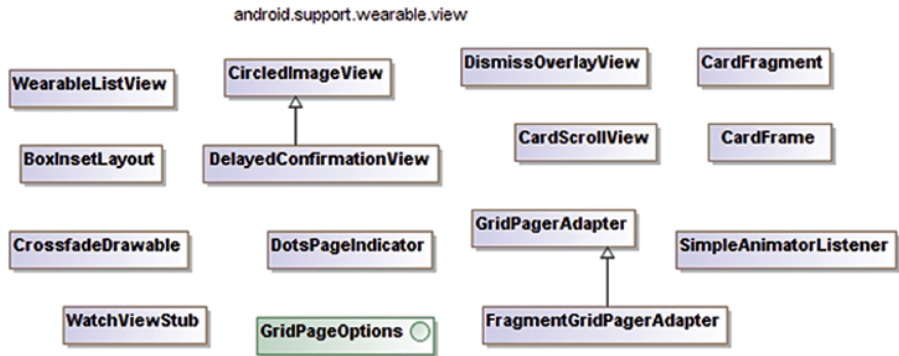 android.support.wearable.view
WearableListView
CircledImageView
DismissOverlayView
CardFragment
BoxInsetLayout
DelayedConfirmationView
CardScrollView
CardFrame
CrossfadeDrawable
DotsPageIndicator
GridPagerAdapter
SimpleAnimatorListener
WatchViewStub
GridPageOptions
FragmentGridPagerAdapter